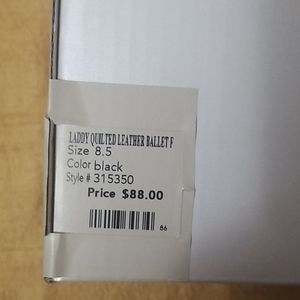 LADDY QUILTED LEATHER BALLET F
Size 8.5
Color black
Style # 315350
Price $88.00
86